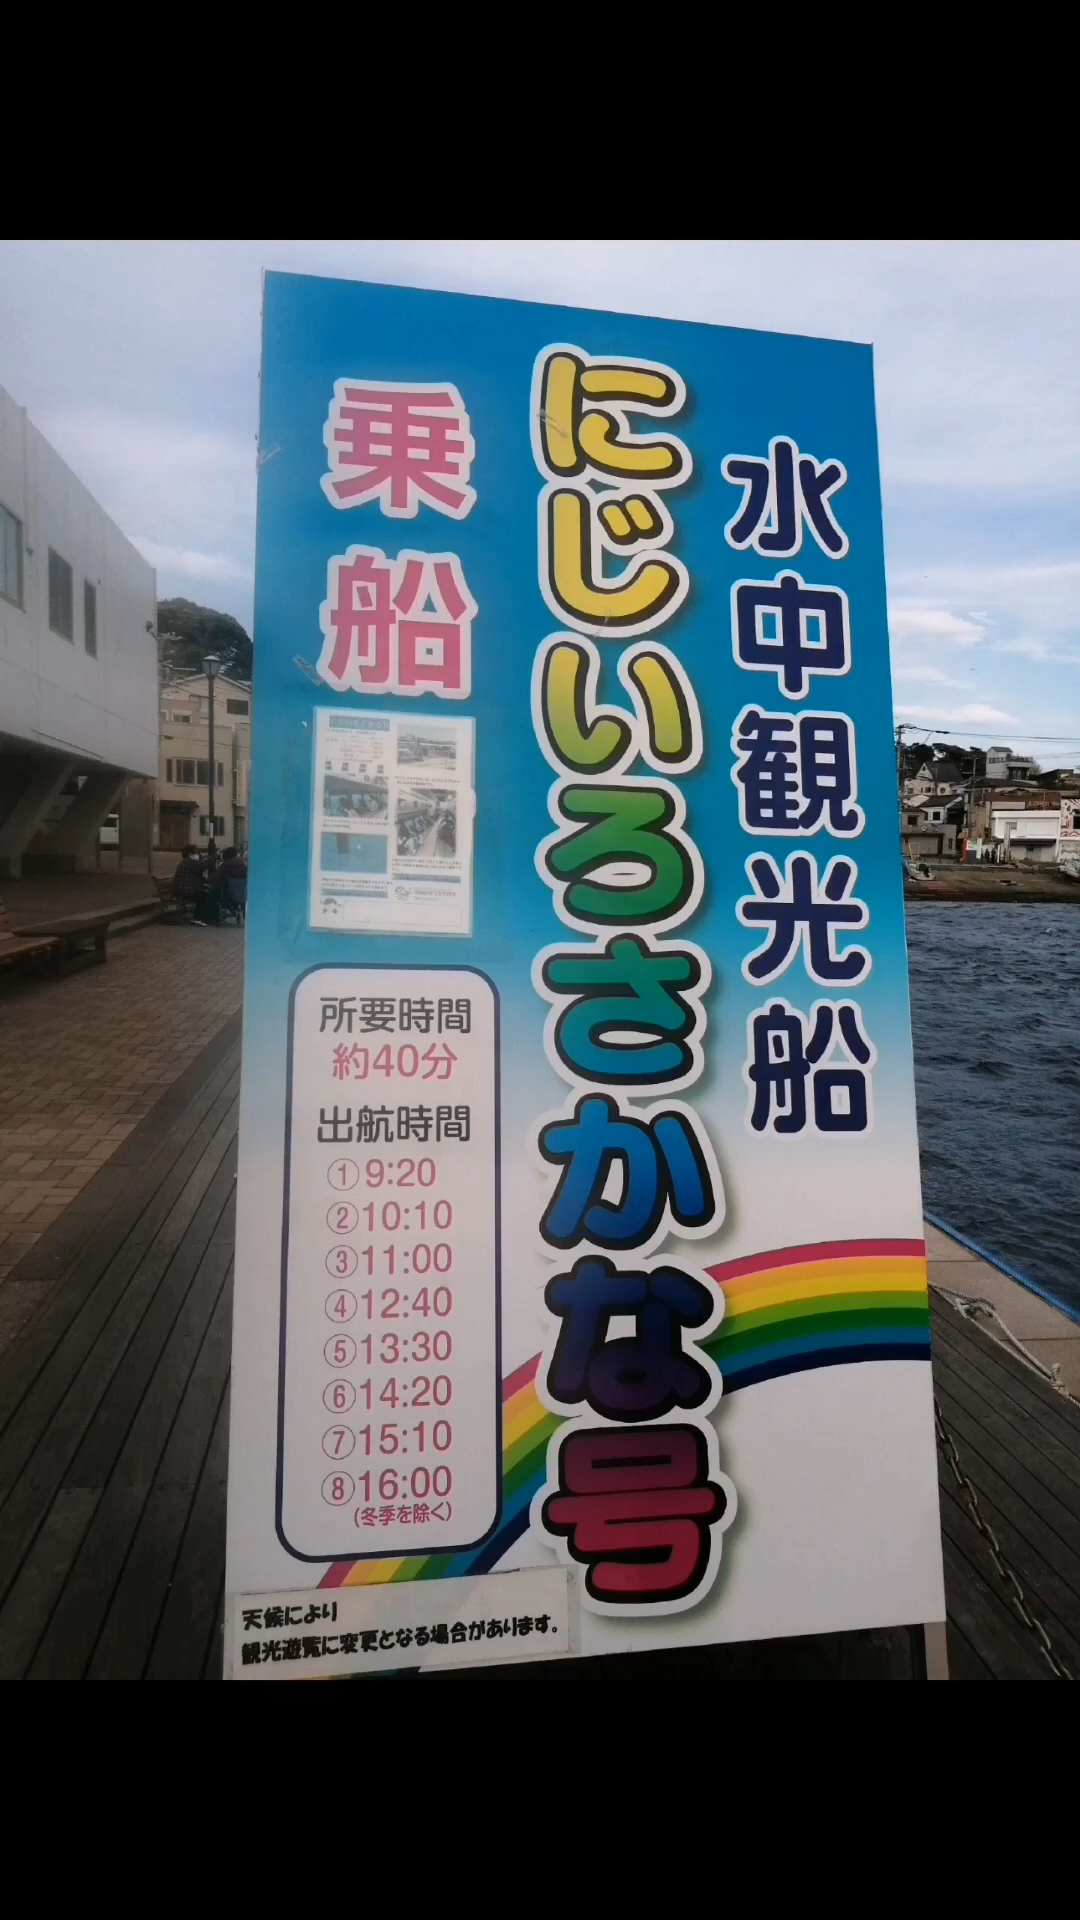 水中観光船
にじいろさかな号
乗船
所要時間
約40分
出航時間
①9:20
②10:10
③11:00
④12:40
⑤13:30
⑥14:20
⑦15:10
⑧16:00
(冬季を除く)
天候により
観光遊覧に変更となる場合があります。